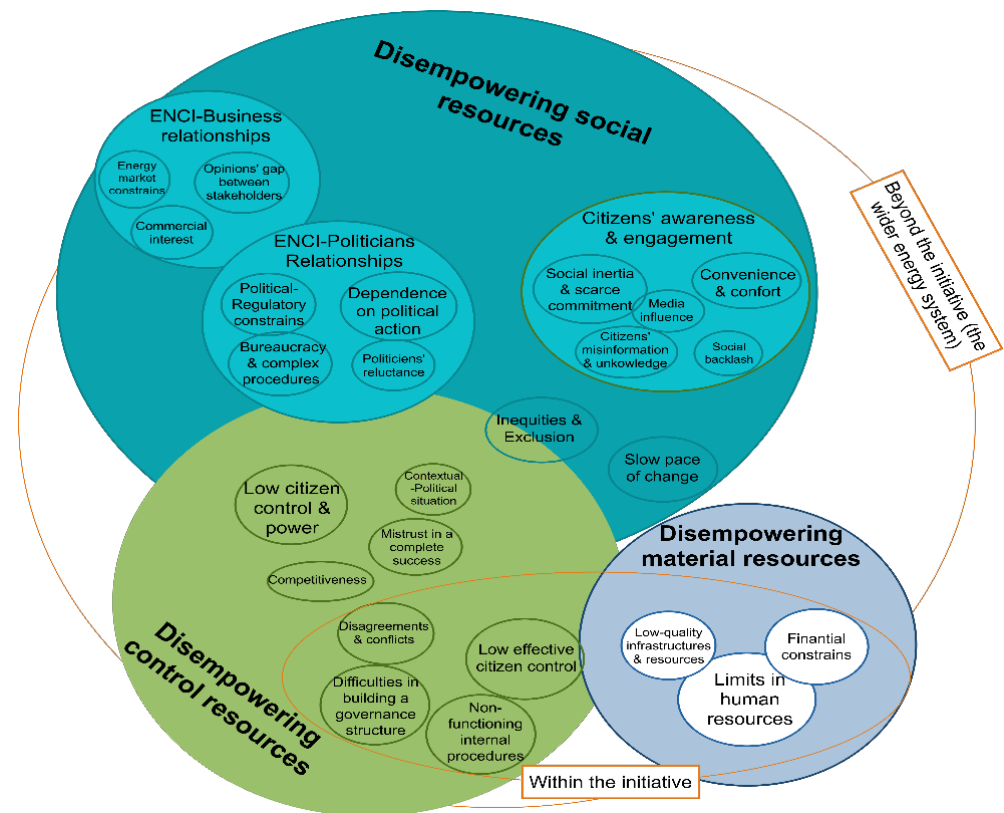 Disempowering social
resources
ENCI-Business
relationships
Energy
market
constrains
Opinions' gap
between
stakeholders
Commercial
interest
ENCI-Politicians
Relationships
Political-
Regulatory
constrains
Dependence
on political
action
Bureaucracy
& complex
procedures
Politiciens'
reluctance
Citizens' awareness
& engagement
Social inertia
& scarce
commitment
Convenience
& confort
Media
influence
Citizens'
misinformation
& unkowledge
Social
backlash
Beyond the initiative (the
wider energy system)
Inequities &
Exclusion
Slow pace
of change
Low citizen
control &
power
Contextual
-Political
situation
Mistrust in a
complete
success
Competitiveness
Disempowering
control resources
Disagreements
& conflicts
Low effective
citizen control
Difficulties in
building a
governance
structure
Non-
functioning
internal
procedures
Disempowering
material resources
Low-quality
infrastructures
& resources
Finantial
constrains
Limits in
human
resources
Within the initiative